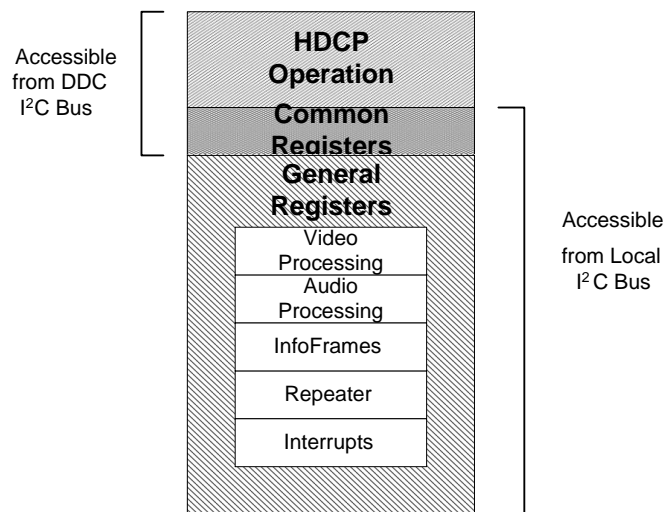 Accessible
from DDC
I²C Bus
HDCP
Operation
Common
Registers
General
Registers
Video
Processing
Audio
Processing
InfoFrames
Repeater
Interrupts
Accessible
from Local
I² C Bus